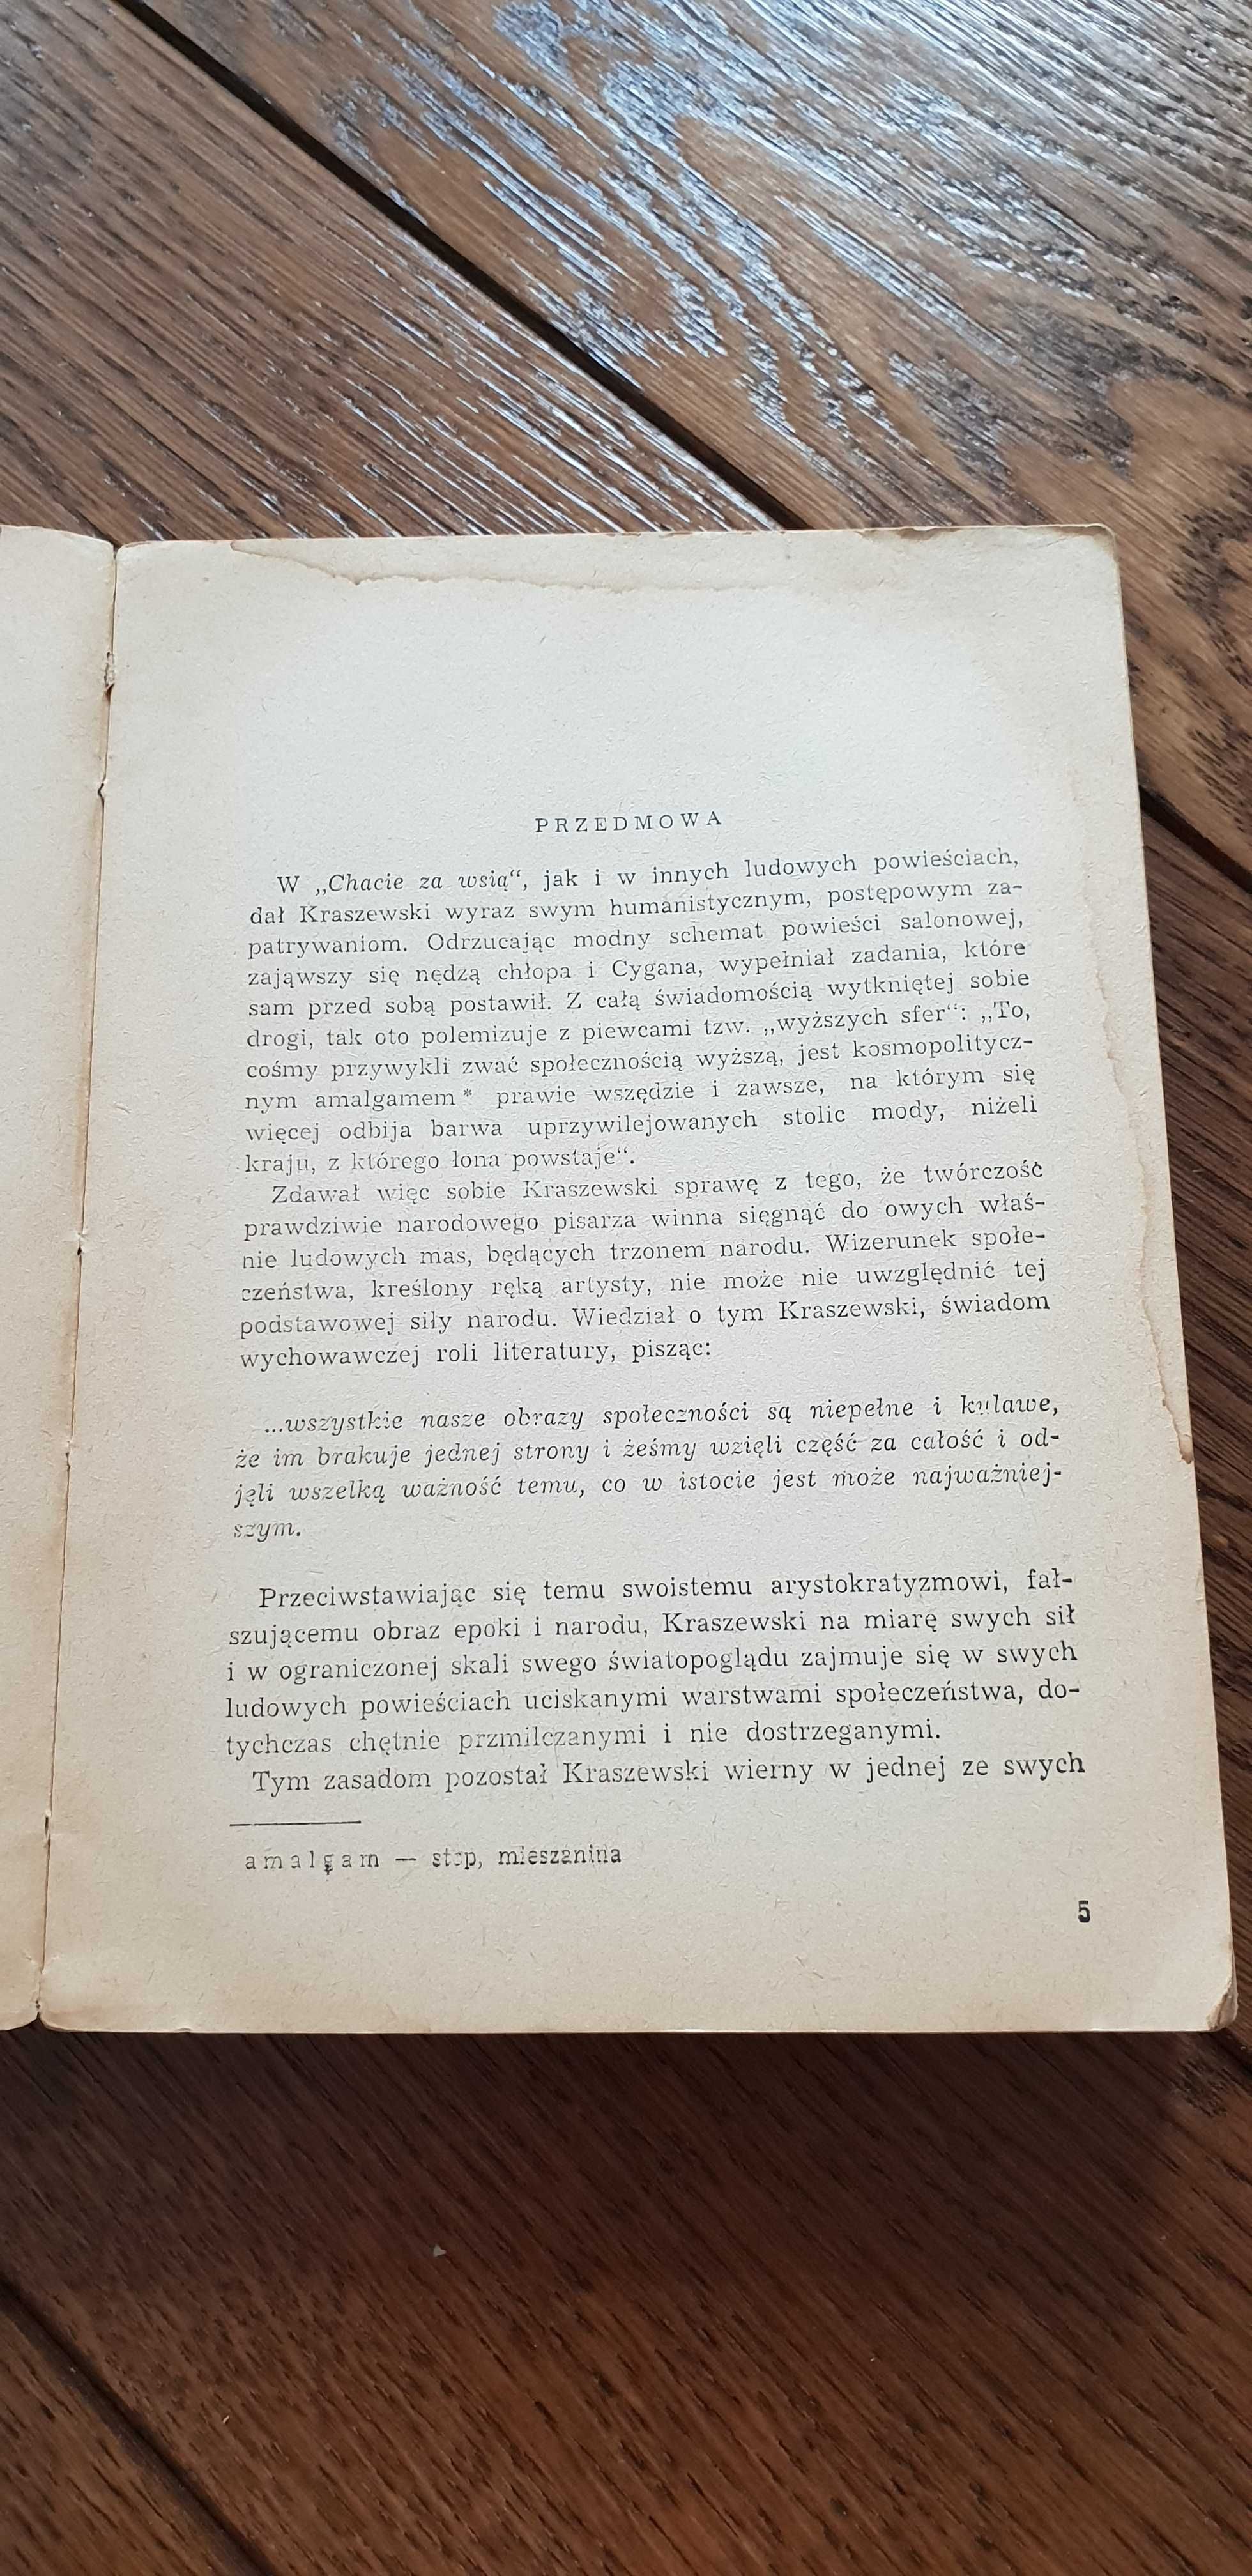 PRZEDMOWA
W „Chacie za wsią“, jak i w innych ludowych powieściach,
dał Kraszewski wyraz swym humanistycznym, postępowym za-
patrywaniom. Odrzucając modny schemat powieści salonowej,
zająwszy się nędzą chłopa i Cygana, wypełniał zadania, które
sam przed sobą postawił. Z całą świadomością wytkniętej sobie
drogi, tak oto polemizuje z piewcami tzw. „wyższych sfer“: „To,
cośmy przywykli zwać społecznością wyższą, jest kosmopolitycz-
nym amalgamem* prawie wszędzie i zawsze, na którym się
więcej odbija barwa uprzywilejowanych stolic mody, niżeli
kraju, z którego łona powstaje“.
Zdawał więc sobie Kraszewski sprawę z tego, że twórczość
prawdziwie narodowego pisarza winna sięgnąć do owych właś-
nie ludowych mas, będących trzonem narodu. Wizerunek społe-
czeństwa, kreślony ręką artysty, nie może nie uwzględnić tej
podstawowej siły narodu. Wiedział o tym Kraszewski, świadom
wychowawczej roli literatury, pisząc:
...wszystkie nasze obrazy społeczności są niepełne i kulawe,
że im brakuje jednej strony i żeśmy wzięli część za całość i od-
jęli wszelką ważność temu, co w istocie jest może najważniej-
szym.
Przeciwstawiając się temu swoistemu arystokratyzmowi, fał-
szującemu obraz epoki i narodu, Kraszewski na miarę swych sił
i w ograniczonej skali swego światopoglądu zajmuje się w swych
ludowych powieściach uciskanymi warstwami społeczeństwa, do-
tychczas chętnie przmilczanymi i nie dostrzeganymi.
Tym zasadom pozostał Kraszewski wierny w jednej ze swych
amalgam — stop, mieszanina
5